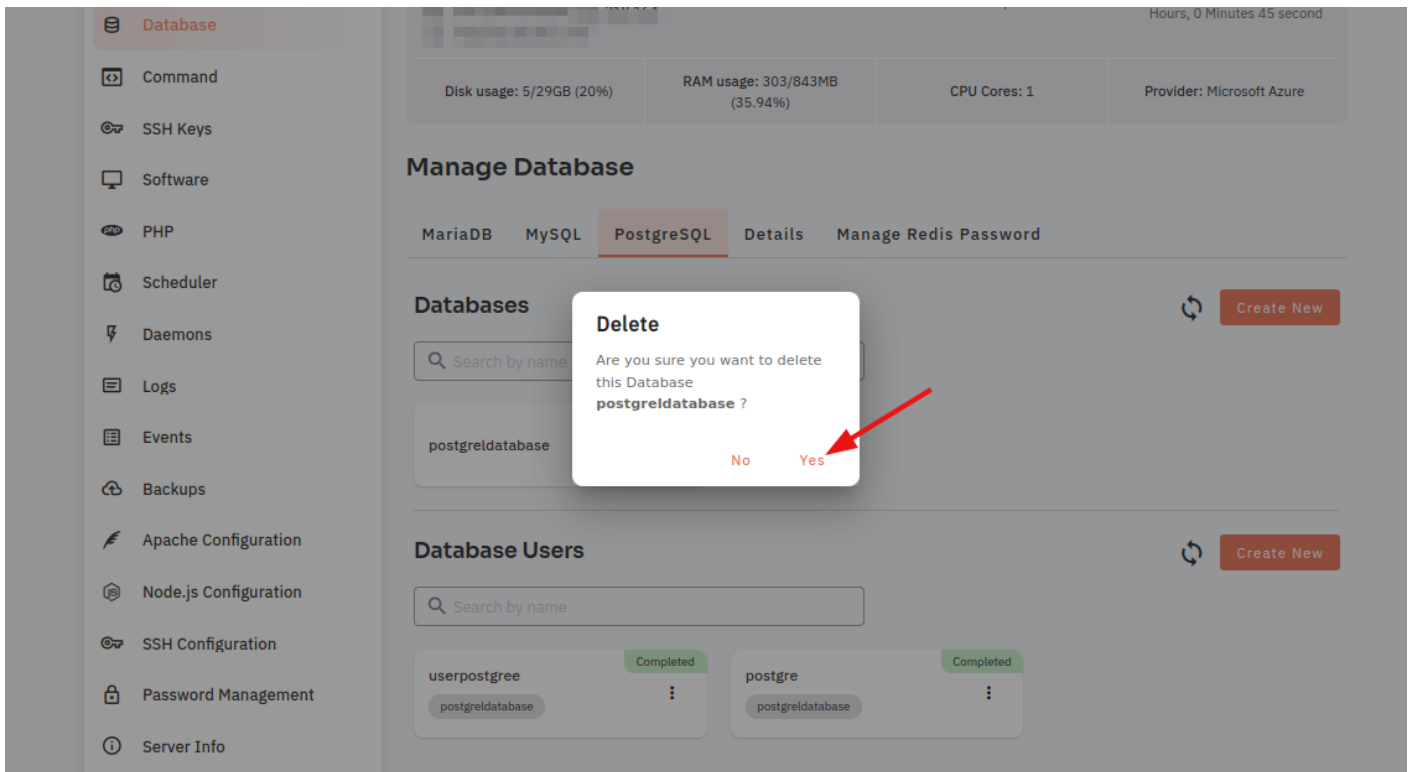 Database
Command
SSH Keys
Software
PHP
Scheduler
Daemons
Logs
Events
Backups
Apache Configuration
Node.js Configuration
SSH Configuration
Password Management
Server Info
Hours, 0 Minutes 45 second
Disk usage: 5/29GB (20%)
RAM usage: 303/843MB
(35.94%)
CPU Cores: 1
Provider: Microsoft Azure
Manage Database
MariaDB
MySQL
PostgreSQL
Details
Manage Redis Password
Databases
Create New
Search by name
postgreldatabase
Delete
Are you sure you want to delete
this Database
postgreldatabase ?
No
Yes
Database Users
Create New
Search by name
Completed
userpostgree
postgreldatabase
Completed
postgre
postgreldatabase